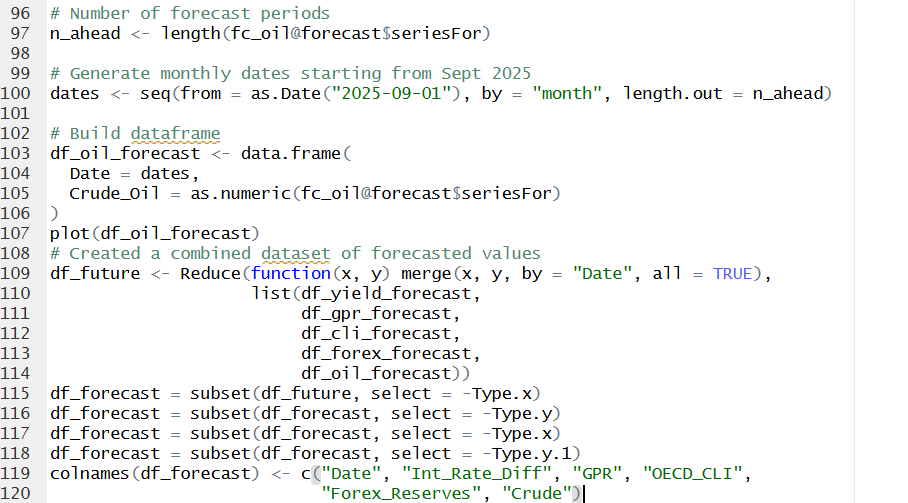 96 # Number of forecast periods
97 n_ahead <- length(fc_oil@forecast$seriesFor)
98
99 # Generate monthly dates starting from Sept 2025
100 dates <- seq(from = as.Date("2025-09-01"), by = "month", length.out = n_ahead)
101
102 # Build dataframe
103 df_oil_forecast <- data.frame(
104   Date = dates,
105   Crude_Oil = as.numeric(fc_oil@forecast$seriesFor)
106 )
107 plot(df_oil_forecast)
108 # Created a combined dataset of forecasted values
109 df_future <- Reduce(function(x, y) merge(x, y, by = "Date", all = TRUE),
110                     list(df_yield_forecast,
111                          df_gpr_forecast,
112                          df_cli_forecast,
113                          df_forex_forecast,
114                          df_oil_forecast))
115 df_forecast = subset(df_future, select = -Type.x)
116 df_forecast = subset(df_forecast, select = -Type.y)
117 df_forecast = subset(df_forecast, select = -Type.x)
118 df_forecast = subset(df_forecast, select = -Type.y.1)
119 colnames(df_forecast) <- c("Date", "Int_Rate_Diff", "GPR", "OECD_CLI",
120                            "Forex_Reserves", "Crude")